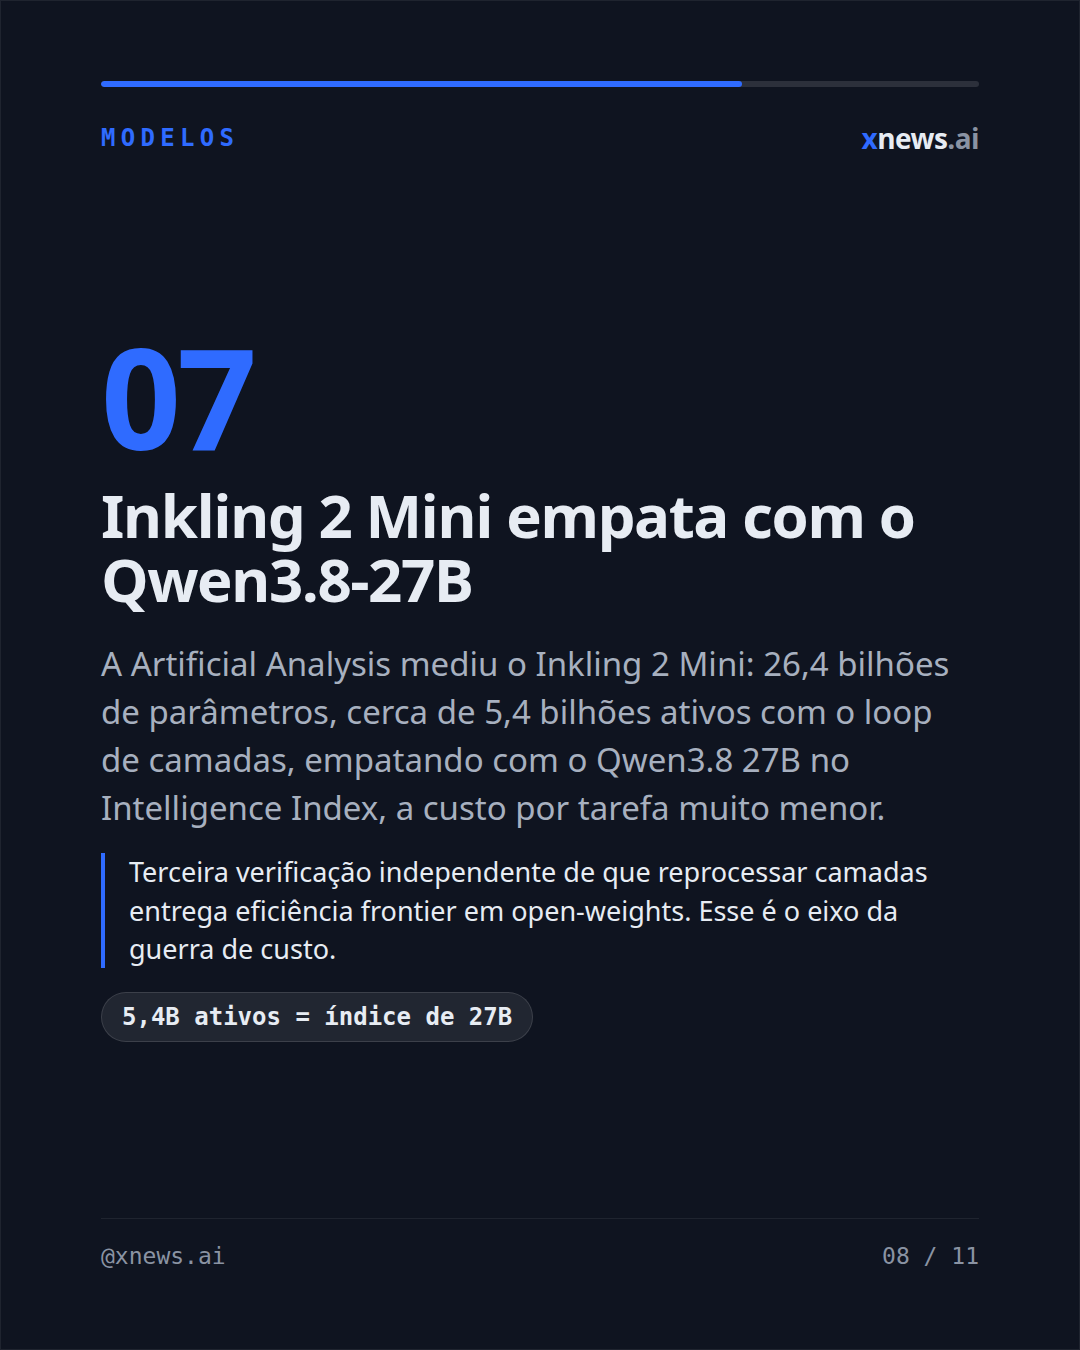 MODELOS
xnews.ai
07
Inkling 2 Mini empata com o
Qwen3.8-27B
A Artificial Analysis mediu o Inkling 2 Mini: 26,4 bilhões
de parâmetros, cerca de 5,4 bilhões ativos com o loop
de camadas, empatando com o Qwen3.8 27B no
Intelligence Index, a custo por tarefa muito menor.
Terceira verificação independente de que reprocessar camadas
entrega eficiência frontier em open-weights. Esse é o eixo da
guerra de custo.
5,4B ativos = índice de 27B
@xnews.ai
08 / 11